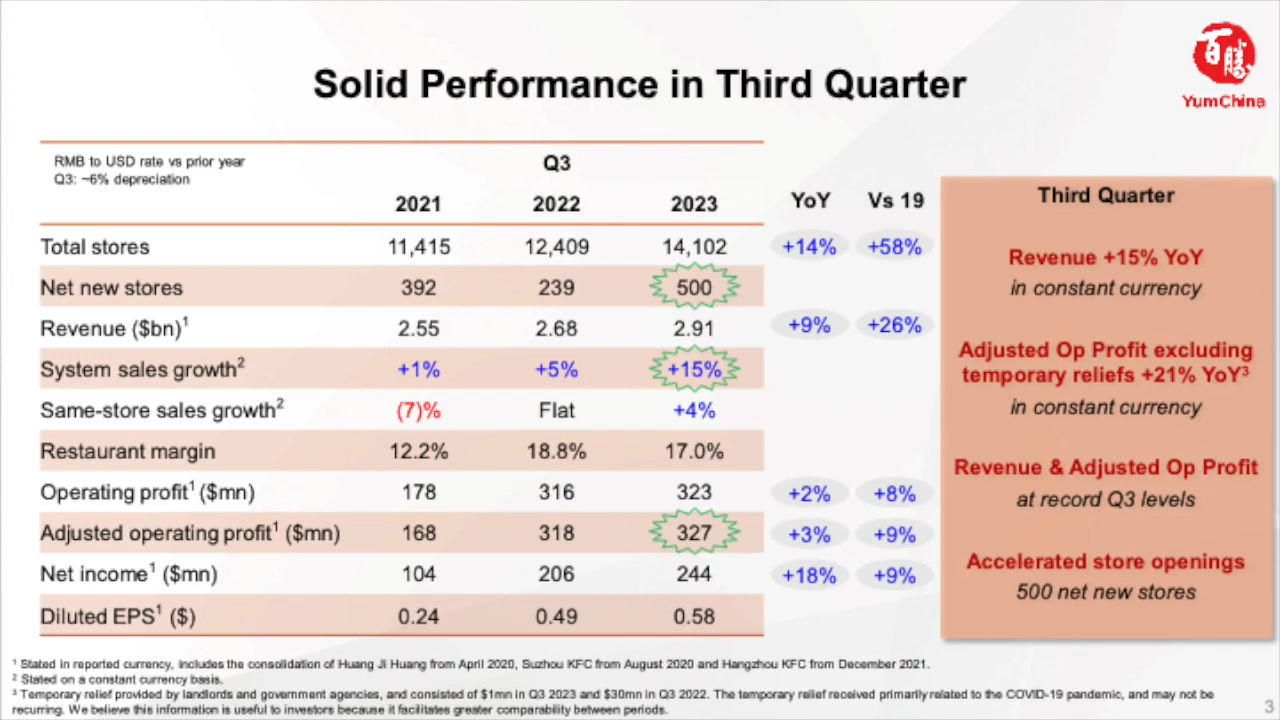 百勝
YumChina
Solid Performance in Third Quarter
RMB to USD rate vs prior year
Q3: ~6% depreciation
Q3
2021 2022 2023 YoY Vs 19
Total stores 11,415 12,409 14,102 +14% +58%
Net new stores 392 239 500
Revenue ($bn)¹ 2.55 2.68 2.91 +9% +26%
System sales growth² +1% +5% +15%
Same-store sales growth² (7)% Flat +4%
Restaurant margin 12.2% 18.8% 17.0%
Operating profit¹ ($mn) 178 316 323 +2% +8%
Adjusted operating profit¹ ($mn) 168 318 327 +3% +9%
Net income¹ ($mn) 104 206 244 +18% +9%
Diluted EPS¹ ($) 0.24 0.49 0.58
Third Quarter
Revenue +15% YoY
in constant currency
Adjusted Op Profit excluding
temporary reliefs +21% YoY³
in constant currency
Revenue & Adjusted Op Profit
at record Q3 levels
Accelerated store openings
500 net new stores
¹ Stated in reported currency, includes the consolidation of Huang Ji Huang from April 2020, Suzhou KFC from August 2020 and Hangzhou KFC from December 2021.
² Stated on a constant currency basis.
³ Temporary relief provided by landlords and government agencies, and consisted of $1mn in Q3 2023 and $30mn in Q3 2022. The temporary relief received primarily related to the COVID-19 pandemic, and may not be
recurring. We believe this information is useful to investors because it facilitates greater comparability between periods.
3